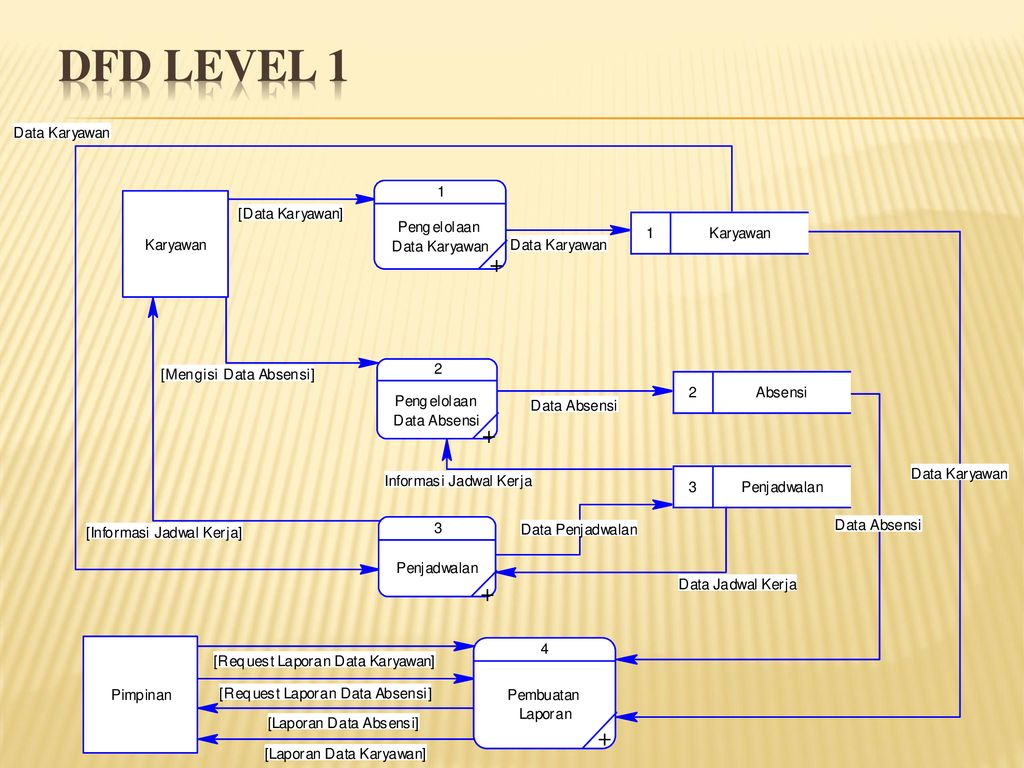 DFD LEVEL 1
Data Karyawan
Karyawan
[Data Karyawan]
1
Pengelolaan
Data Karyawan
Data Karyawan
1
Karyawan
[Mengisi Data Absensi]
2
Pengelolaan
Data Absensi
Data Absensi
2
Absensi
Informasi Jadwal Kerja
3
Penjadwalan
Data Karyawan
[Informasi Jadwal Kerja]
3
Penjadwalan
Data Penjadwalan
Data Absensi
Data Jadwal Kerja
Pimpinan
[Request Laporan Data Karyawan]
[Request Laporan Data Absensi]
[Laporan Data Absensi]
[Laporan Data Karyawan]
4
Pembuatan
Laporan